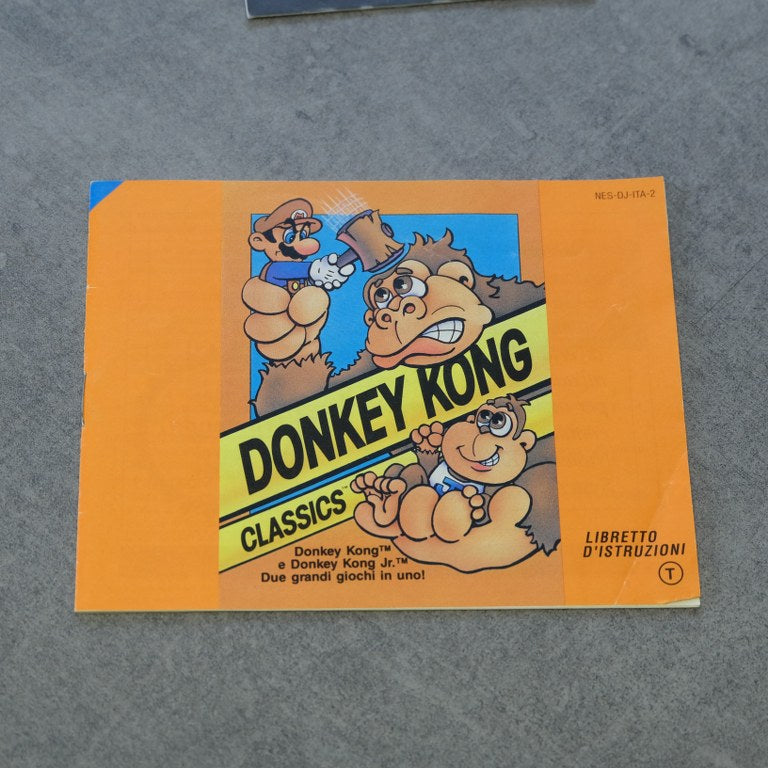 NES-DJ-ITA-2
DONKEY KONG
CLASSICS™
J
Donkey Kong™
e Donkey Kong Jr.™
Due grandi giochi in uno!
LIBRETTO
D'ISTRUZIONI
T